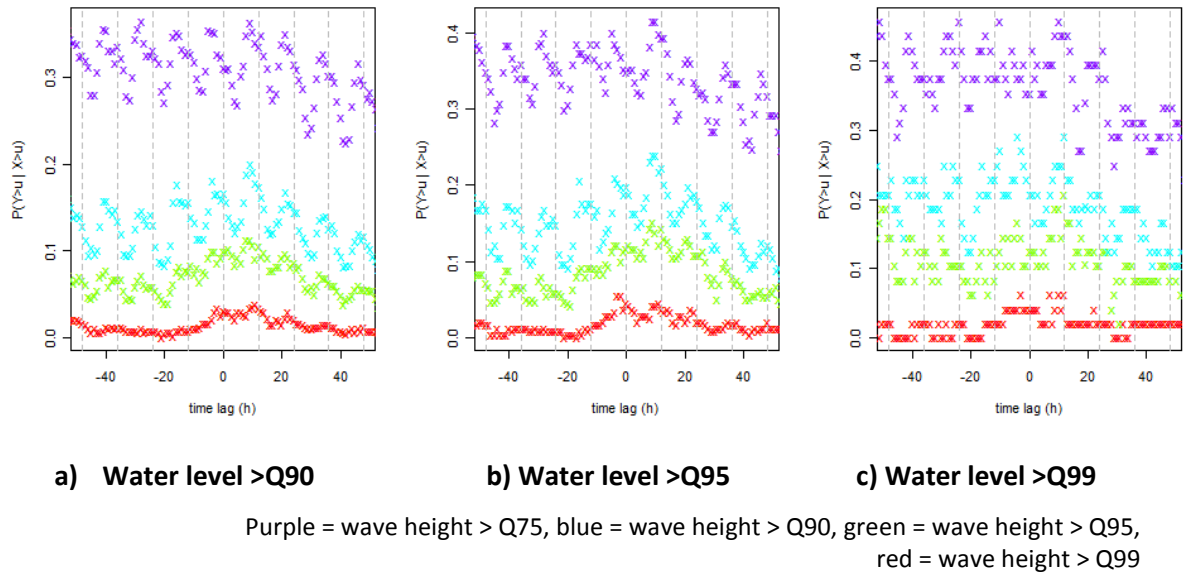 P(Y>u | X>u)
0.0 0.1 0.2 0.3
-40 -20 0 20 40
time lag (h)
P(Y>u | X>u)
0.0 0.1 0.2 0.3 0.4
-40 -20 0 20 40
time lag (h)
P(Y>u | X>u)
0.0 0.1 0.2 0.3 0.4
-40 -20 0 20 40
time lag (h)
a) Water level >Q90
b) Water level >Q95
c) Water level >Q99
Purple = wave height > Q75, blue = wave height > Q90, green = wave height > Q95,
red = wave height > Q99